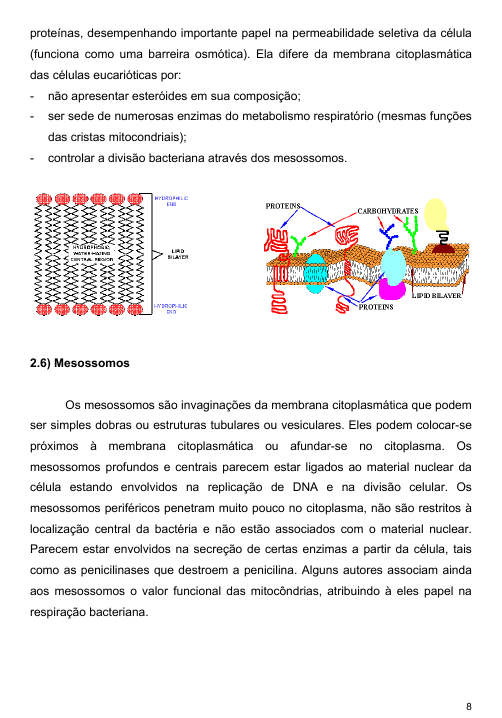 proteínas, desempenhando importante papel na permeabilidade seletiva da célula
(funciona como uma barreira osmótica). Ela difere da membrana citoplasmática
das células eucarióticas por:
- não apresentar esteróides em sua composição;
- ser sede de numerosas enzimas do metabolismo respiratório (mesmas funções
das cristas mitocondriais);
- controlar a divisão bacteriana através dos mesossomos.
HYDROPHILIC
END
HYDROPHOBIC
WATER-HATING
CENTRAL REGION
LIPID
BILAYER
HYDROPHILIC
END
PROTEINS
CARBOHYDRATES
LIPID BILAYER
PROTEINS
2.6) Mesossomos
Os mesossomos são invaginações da membrana citoplasmática que podem
ser simples dobras ou estruturas tubulares ou vesiculares. Eles podem colocar-se
próximos à membrana citoplasmática ou afundar-se no citoplasma. Os
mesossomos profundos e centrais parecem estar ligados ao material nuclear da
célula estando envolvidos na replicação de DNA e na divisão celular. Os
mesossomos periféricos penetram muito pouco no citoplasma, não são restritos à
localização central da bactéria e não estão associados com o material nuclear.
Parecem estar envolvidos na secreção de certas enzimas a partir da célula, tais
como as penicilinases que destroem a penicilina. Alguns autores associam ainda
aos mesossomos o valor funcional das mitocôndrias, atribuindo à eles papel na
respiração bacteriana.
8